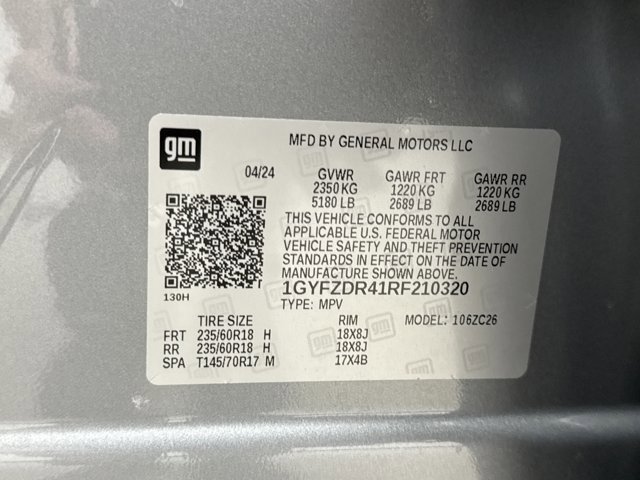 gm
MFD BY GENERAL MOTORS LLC
04/24 GVWR GAWR FRT GAWR RR
2350 KG 1220 KG 1220 KG
5180 LB 2689 LB 2689 LB
THIS VEHICLE CONFORMS TO ALL
APPLICABLE U.S. FEDERAL MOTOR
VEHICLE SAFETY AND THEFT PREVENTION
STANDARDS IN EFFECT ON THE DATE OF
MANUFACTURE SHOWN ABOVE.
130H
1GYFZDR41RF210320
TYPE: MPV
TIRE SIZE RIM MODEL: 106ZC26
FRT 235/60R18 H 18X8J
RR 235/60R18 H 18X8J
SPA T145/70R17 M 17X4B